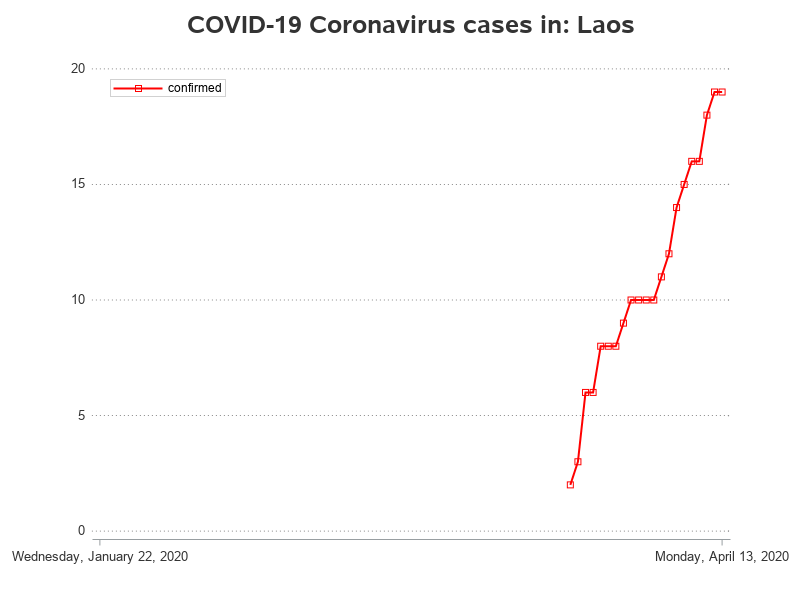 COVID-19 Coronavirus cases in: Laos
20
confirmed
15
10
5
0
Wednesday, January 22, 2020
Monday, April 13, 2020